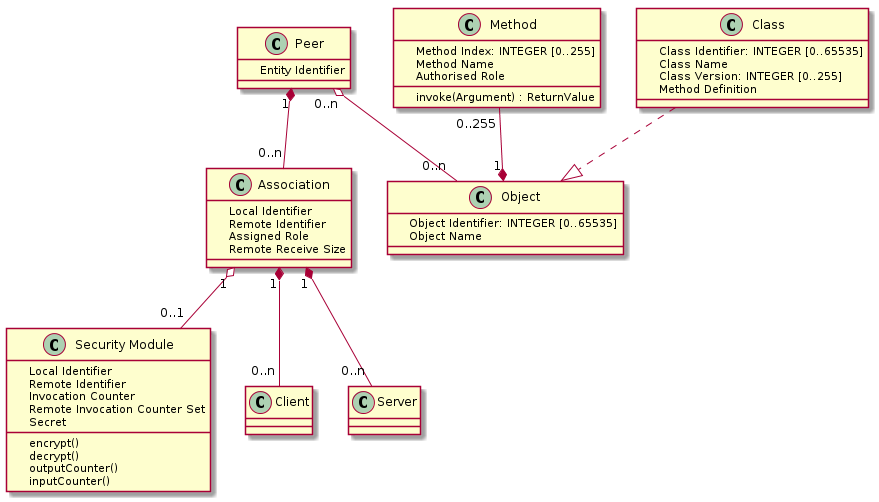 C Peer
Entity Identifier
C Method
Method Index: INTEGER [0..255]
Method Name
Authorised Role
invoke(Argument) : ReturnValue
C Class
Class Identifier: INTEGER [0..65535]
Class Name
Class Version: INTEGER [0..255]
Method Definition
1
0..n
0..255
0..n
0..n
1
C Association
Local Identifier
Remote Identifier
Assigned Role
Remote Receive Size
C Object
Object Identifier: INTEGER [0..65535]
Object Name
1
1
1
0..1
0..n
0..n
C Security Module
Local Identifier
Remote Identifier
Invocation Counter
Remote Invocation Counter Set
Secret
encrypt()
decrypt()
outputCounter()
inputCounter()
C Client
C Server